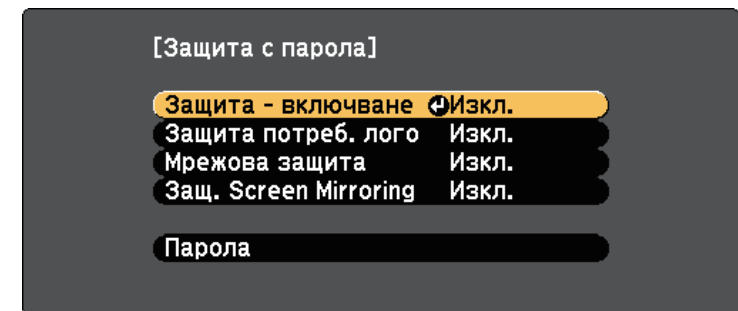 [Защита с парола]
Защита - включване Изкл.
Защита потреб. лого Изкл.
Мрежова защита Изкл.
Защ. Screen Mirroring Изкл.
Парола